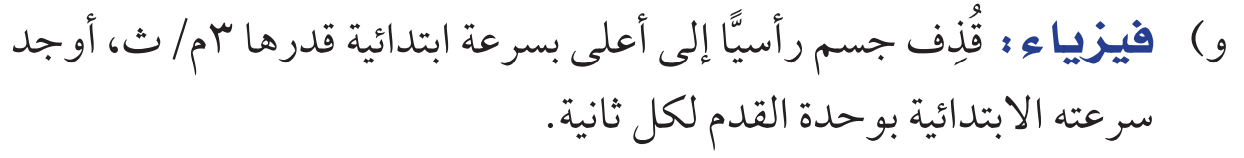 و) فيزياء: قُذِف جسم رأسيًّا إلى أعلى بسرعة ابتدائية قدرها ٣م/ ث، أوجد
سرعته الابتدائية بوحدة القدم لكل ثانية.